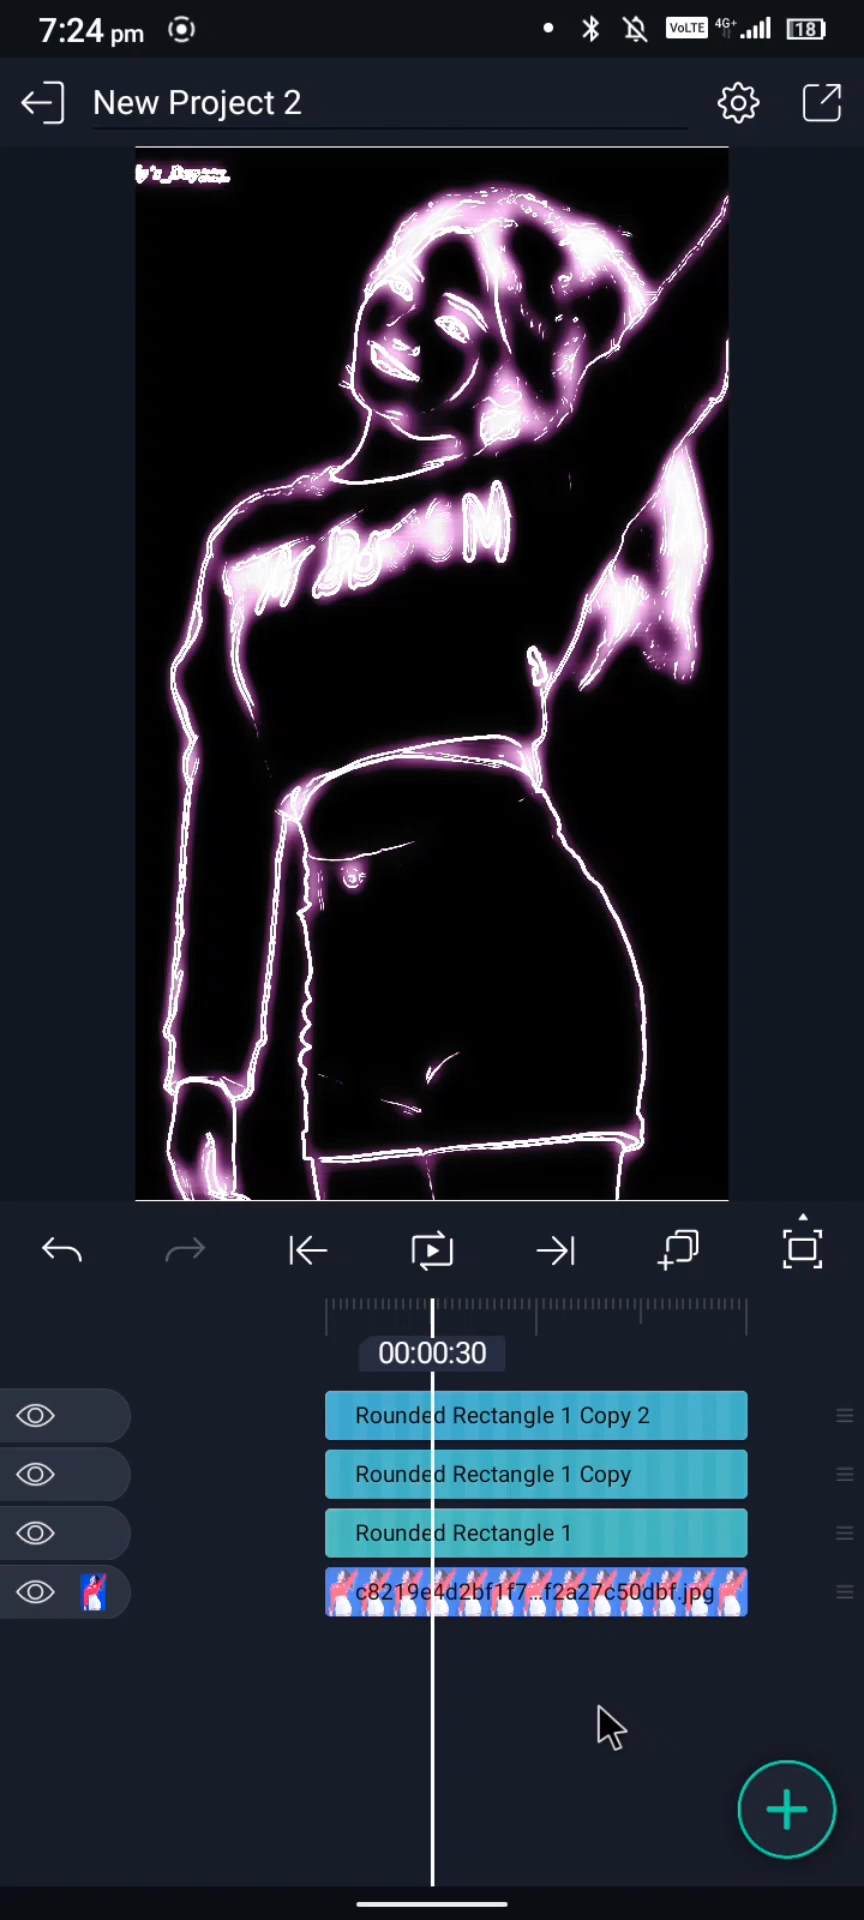 7:24 pm
VoLTE 4G+ 18
New Project 2
M
00:00:30
Rounded Rectangle 1 Copy 2
Rounded Rectangle 1 Copy
Rounded Rectangle 1
c8219e4d2bf1f7...f2a27c50dbf.jpg